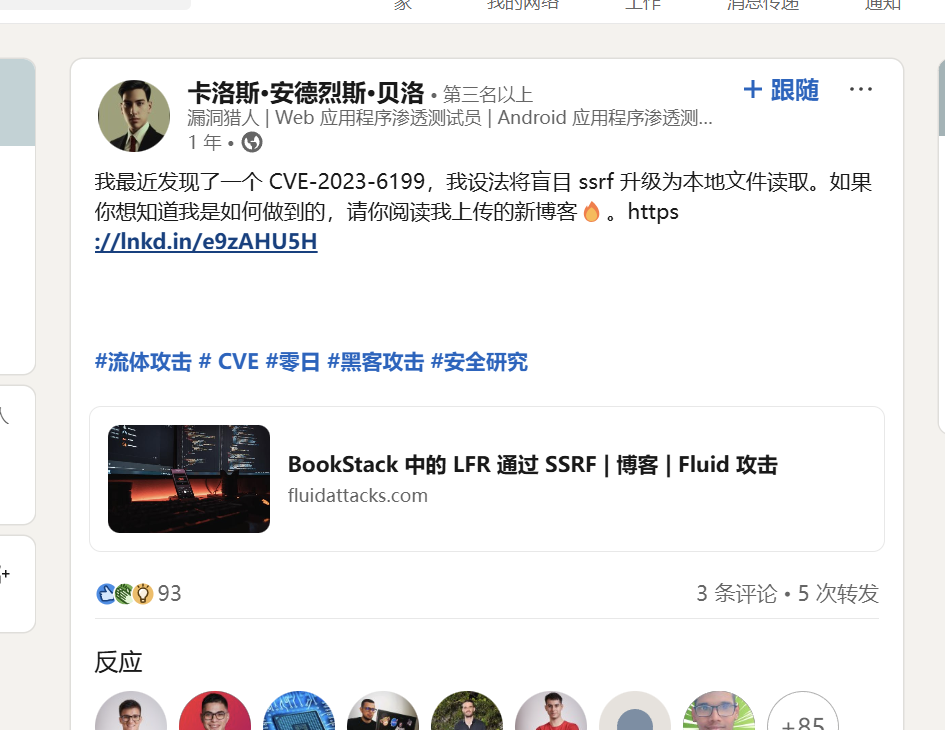 家 我的网络 工作 消息传递 通知
卡洛斯•安德烈斯•贝洛 • 第三名以上
+ 跟随 ···
漏洞猎人 | Web 应用程序渗透测试员 | Android 应用程序渗透测...
1 年 •
我最近发现了一个 CVE-2023-6199，我设法将盲目 ssrf 升级为本地文件读取。如果
你想知道我是如何做到的，请你阅读我上传的新博客🔥。https
://lnkd.in/e9zAHU5H
#流体攻击 # CVE #零日 #黑客攻击 #安全研究
BookStack 中的 LFR 通过 SSRF | 博客 | Fluid 攻击
fluidattacks.com
93
3 条评论 • 5 次转发
反应
+85